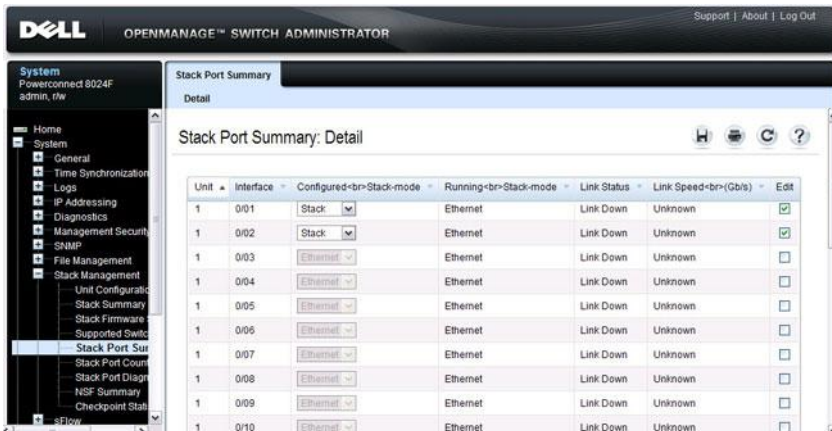 Support | About | Log Out
DELL
OPENMANAGE™ SWITCH ADMINISTRATOR
System
Powerconnect 8024F
admin, r/w
Home
System
General
Time Synchronization
Logs
IP Addressing
Diagnostics
Management Security
SNMP
File Management
Stack Management
Unit Configuratic
Stack Summary
Stack Firmware
Supported Switc
Stack Port Sur
Stack Port Count
Stack Port Diagn
NSF Summary
Checkpoint Stati
sFlow
Stack Port Summary
Detail
Stack Port Summary: Detail
Unit Interface Configured<br>Stack-mode Running<br>Stack-mode Link Status Link Speed<br>(Gb/s) Edit
1 0/01 Stack Ethernet Link Down Unknown
1 0/02 Stack Ethernet Link Down Unknown
1 0/03 Ethernet Ethernet Link Down Unknown
1 0/04 Ethernet Ethernet Link Down Unknown
1 0/05 Ethernet Ethernet Link Down Unknown
1 0/06 Ethernet Ethernet Link Down Unknown
1 0/07 Ethernet Ethernet Link Down Unknown
1 0/08 Ethernet Ethernet Link Down Unknown
1 0/09 Ethernet Ethernet Link Down Unknown
1 0/10 Ethernet Ethernet Link Down Unknown